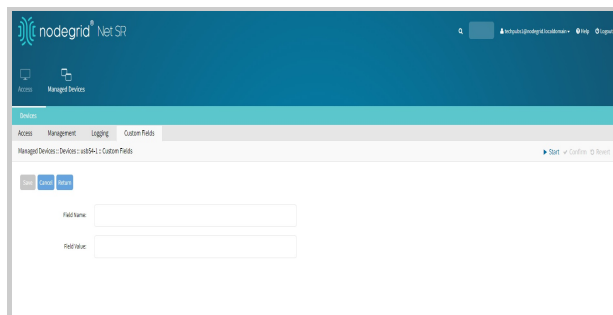 nodegrid® Net SR
techpubs1@nodegrid.localdomain Help Logout
Access Managed Devices
Devices
Access Management Logging Custom Fields
Managed Devices :: Devices :: usbS4-1 :: Custom Fields Start Confirm Revert
Save Cancel Return
Field Name:
Field Value: